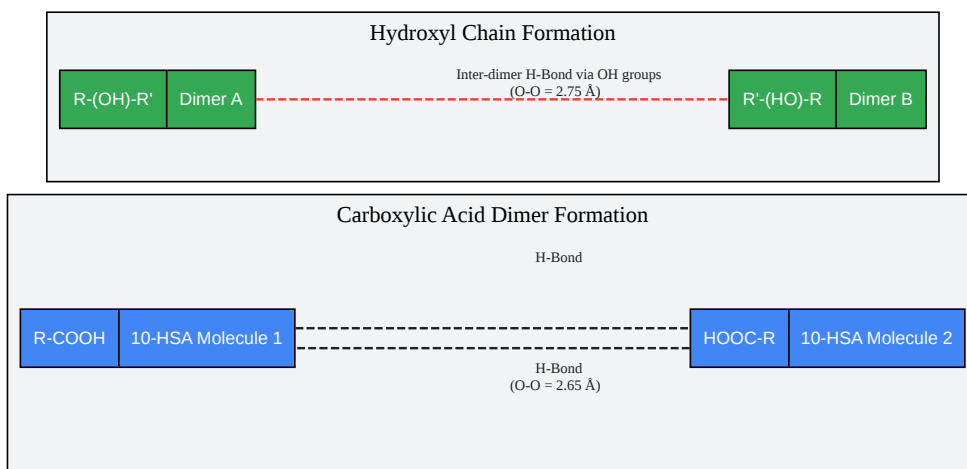 Hydroxyl Chain Formation
Inter-dimer H-Bond via OH groups
(O-O = 2.75 Å)
R-(OH)-R' Dimer A R'-(HO)-R Dimer B
Carboxylic Acid Dimer Formation
H-Bond
R-COOH 10-HSA Molecule 1 HOOC-R 10-HSA Molecule 2
H-Bond
(O-O = 2.65 Å)